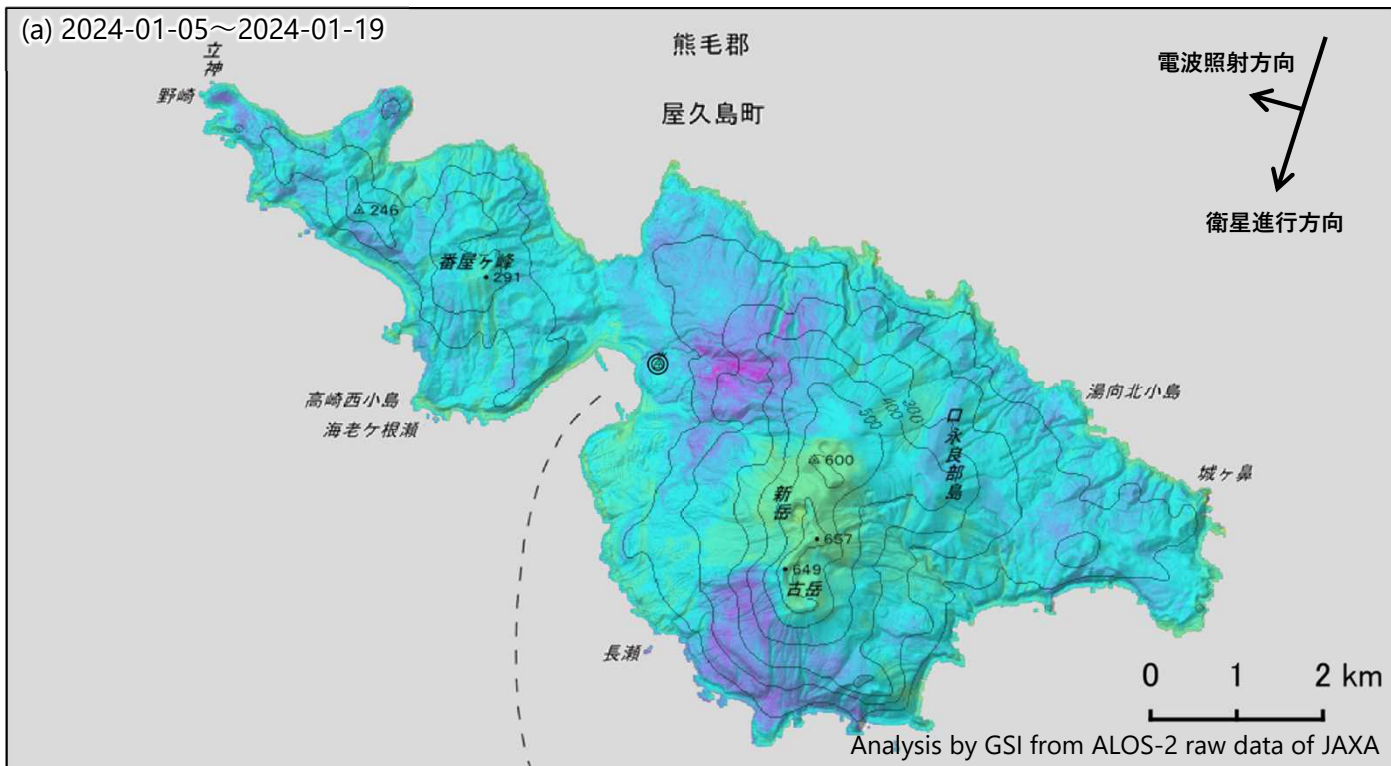 (a) 2024-01-05～2024-01-19
熊毛郡
屋久島町
電波照射方向
衛星進行方向
立神
野崎
246
番屋ヶ峰
291
高崎西小島
海老ケ根瀬
湯向北小島
300
400
500
口永良部島
600
城ヶ鼻
新岳
657
649
古岳
長瀬
0 1 2 km
Analysis by GSI from ALOS-2 raw data of JAXA